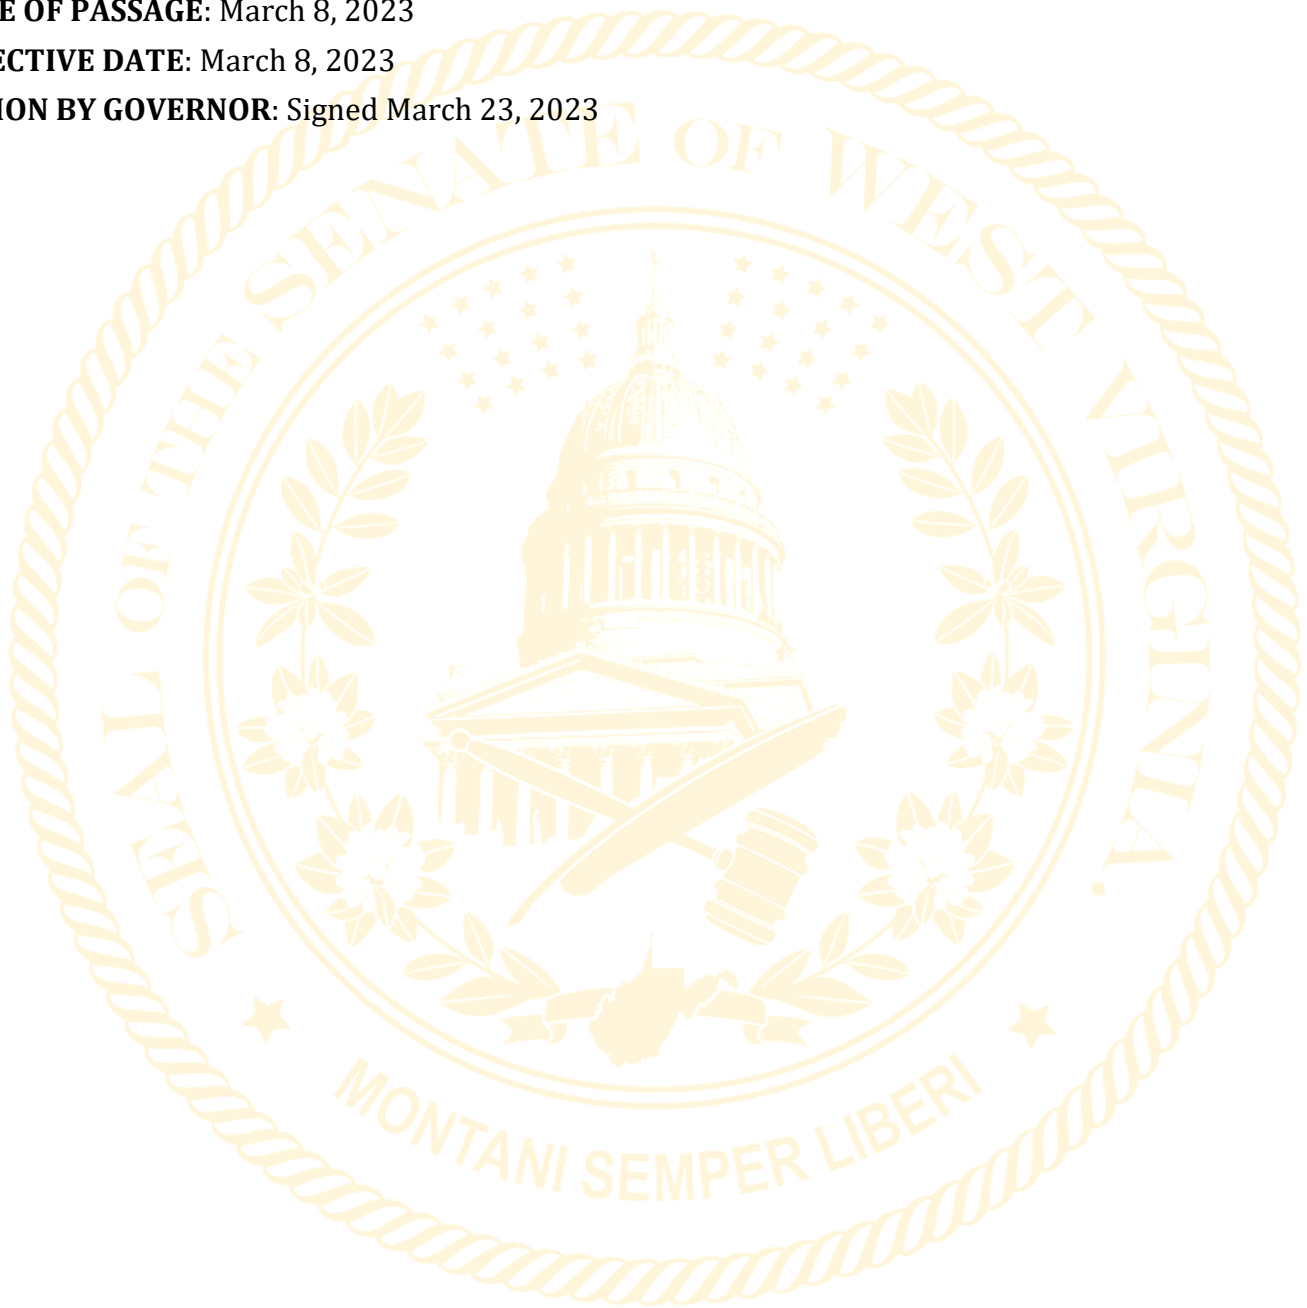 E OF PASSAGE: March 8, 2023
ECTIVE DATE: March 8, 2023
ION BY GOVERNOR: Signed March 23, 2023
SEAL OF THE SENATE OF WEST VIRGINIA.
MONTANI SEMPER LIBERI